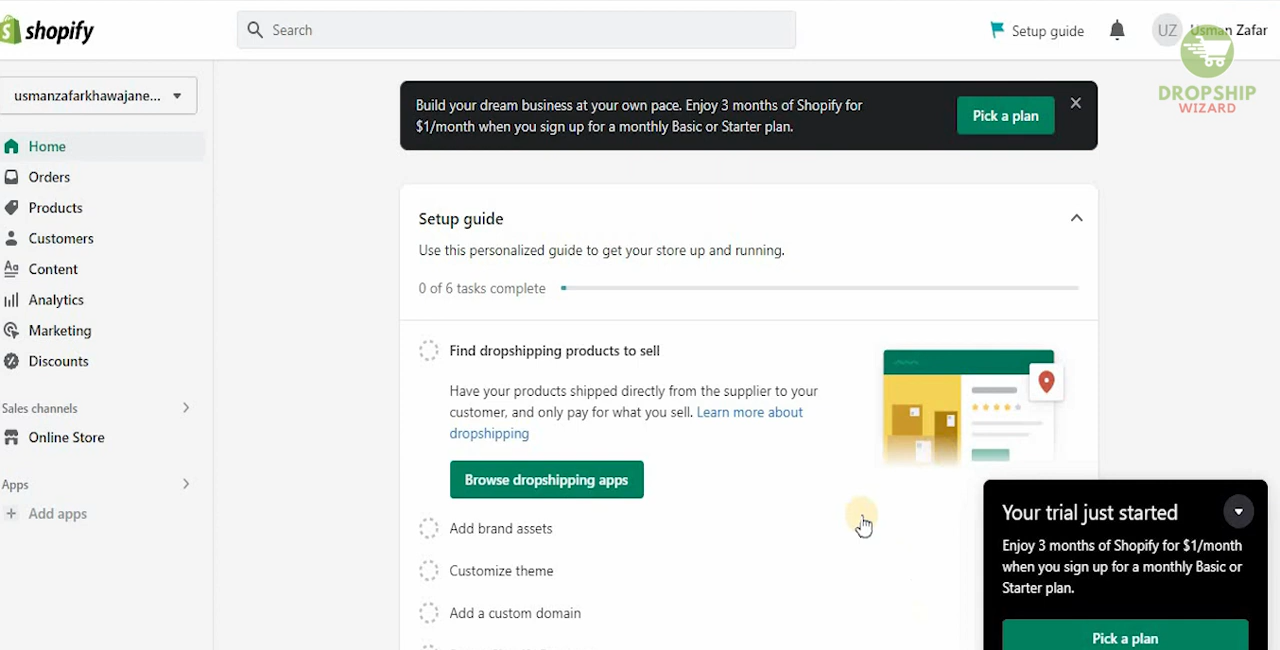 shopify
Search
Setup guide
UZ
Usman Zafar
DROPSHIP
WIZARD
usmanzafarkhawajane...
Home
Orders
Products
Customers
Content
Analytics
Marketing
Discounts
Sales channels
Online Store
Apps
Add apps
Build your dream business at your own pace. Enjoy 3 months of Shopify for
$1/month when you sign up for a monthly Basic or Starter plan.
Pick a plan
Setup guide
Use this personalized guide to get your store up and running.
0 of 6 tasks complete
Find dropshipping products to sell
Have your products shipped directly from the supplier to your
customer, and only pay for what you sell. Learn more about
dropshipping
Browse dropshipping apps
Add brand assets
Customize theme
Add a custom domain
Your trial just started
Enjoy 3 months of Shopify for $1/month
when you sign up for a monthly Basic or
Starter plan.
Pick a plan